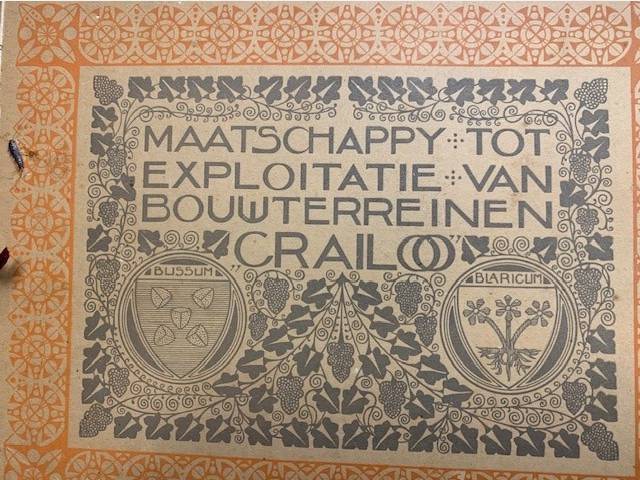 MAATSCHAPPY TOT
EXPLOITATIE VAN
BOUWTERREINEN
„CRAILOO”
BUSSUM
BLARICUM